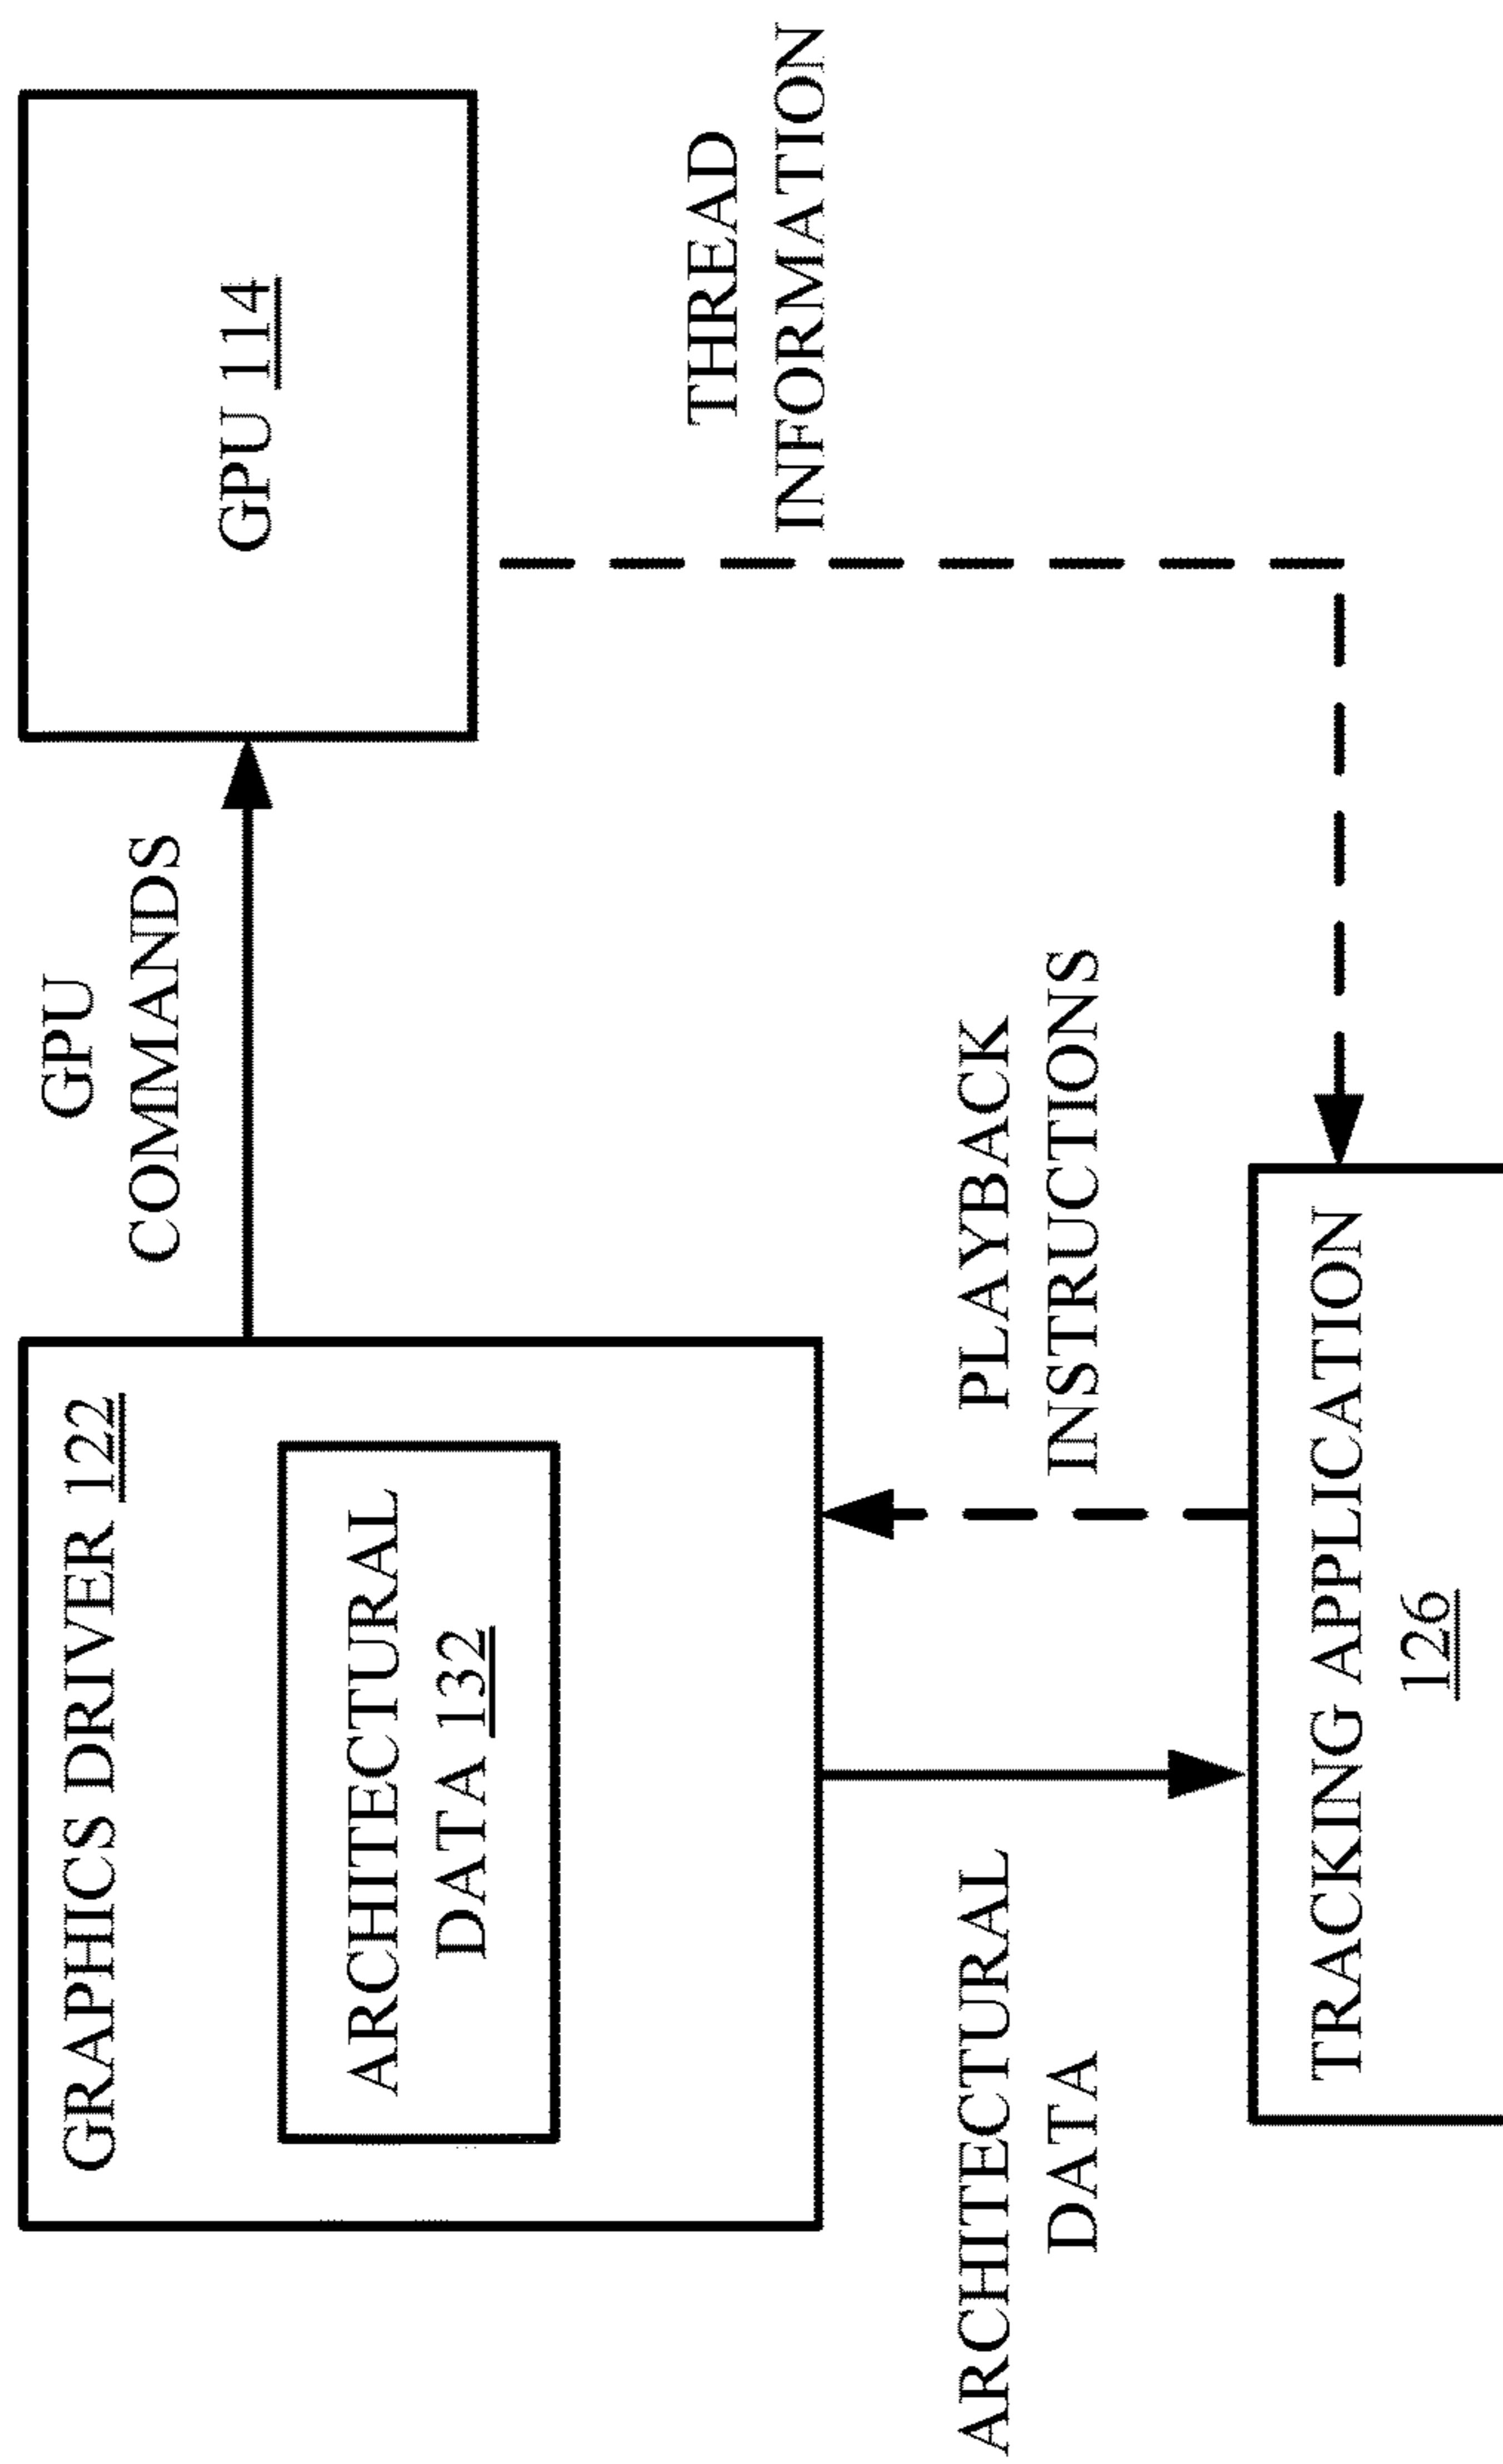 GRAPHICS DRIVER 122
ARCHITECTURAL
DATA 132
GPU
COMMANDS
GPU 114
ARCHITECTURAL
DATA
PLAYBACK
INSTRUCTIONS
THREAD
INFORMATION
TRACKING APPLICATION
126